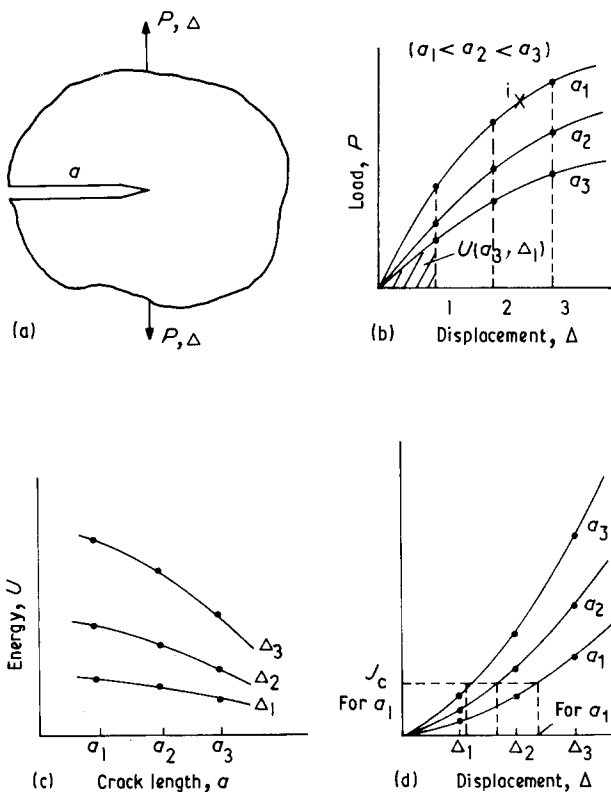 P, Δ
a
P, Δ
(a)
(a₁ < a₂ < a₃)
i
a₁
a₂
a₃
U(a₃, Δ₁)
Load, P
1 2 3
(b) Displacement, Δ
Energy, U
Δ₃
Δ₂
Δ₁
a₁ a₂ a₃
(c) Crack length, a
a₃
a₂
a₁
J_c
For a₁
For a₁
Δ₁ Δ₂ Δ₃
(d) Displacement, Δ